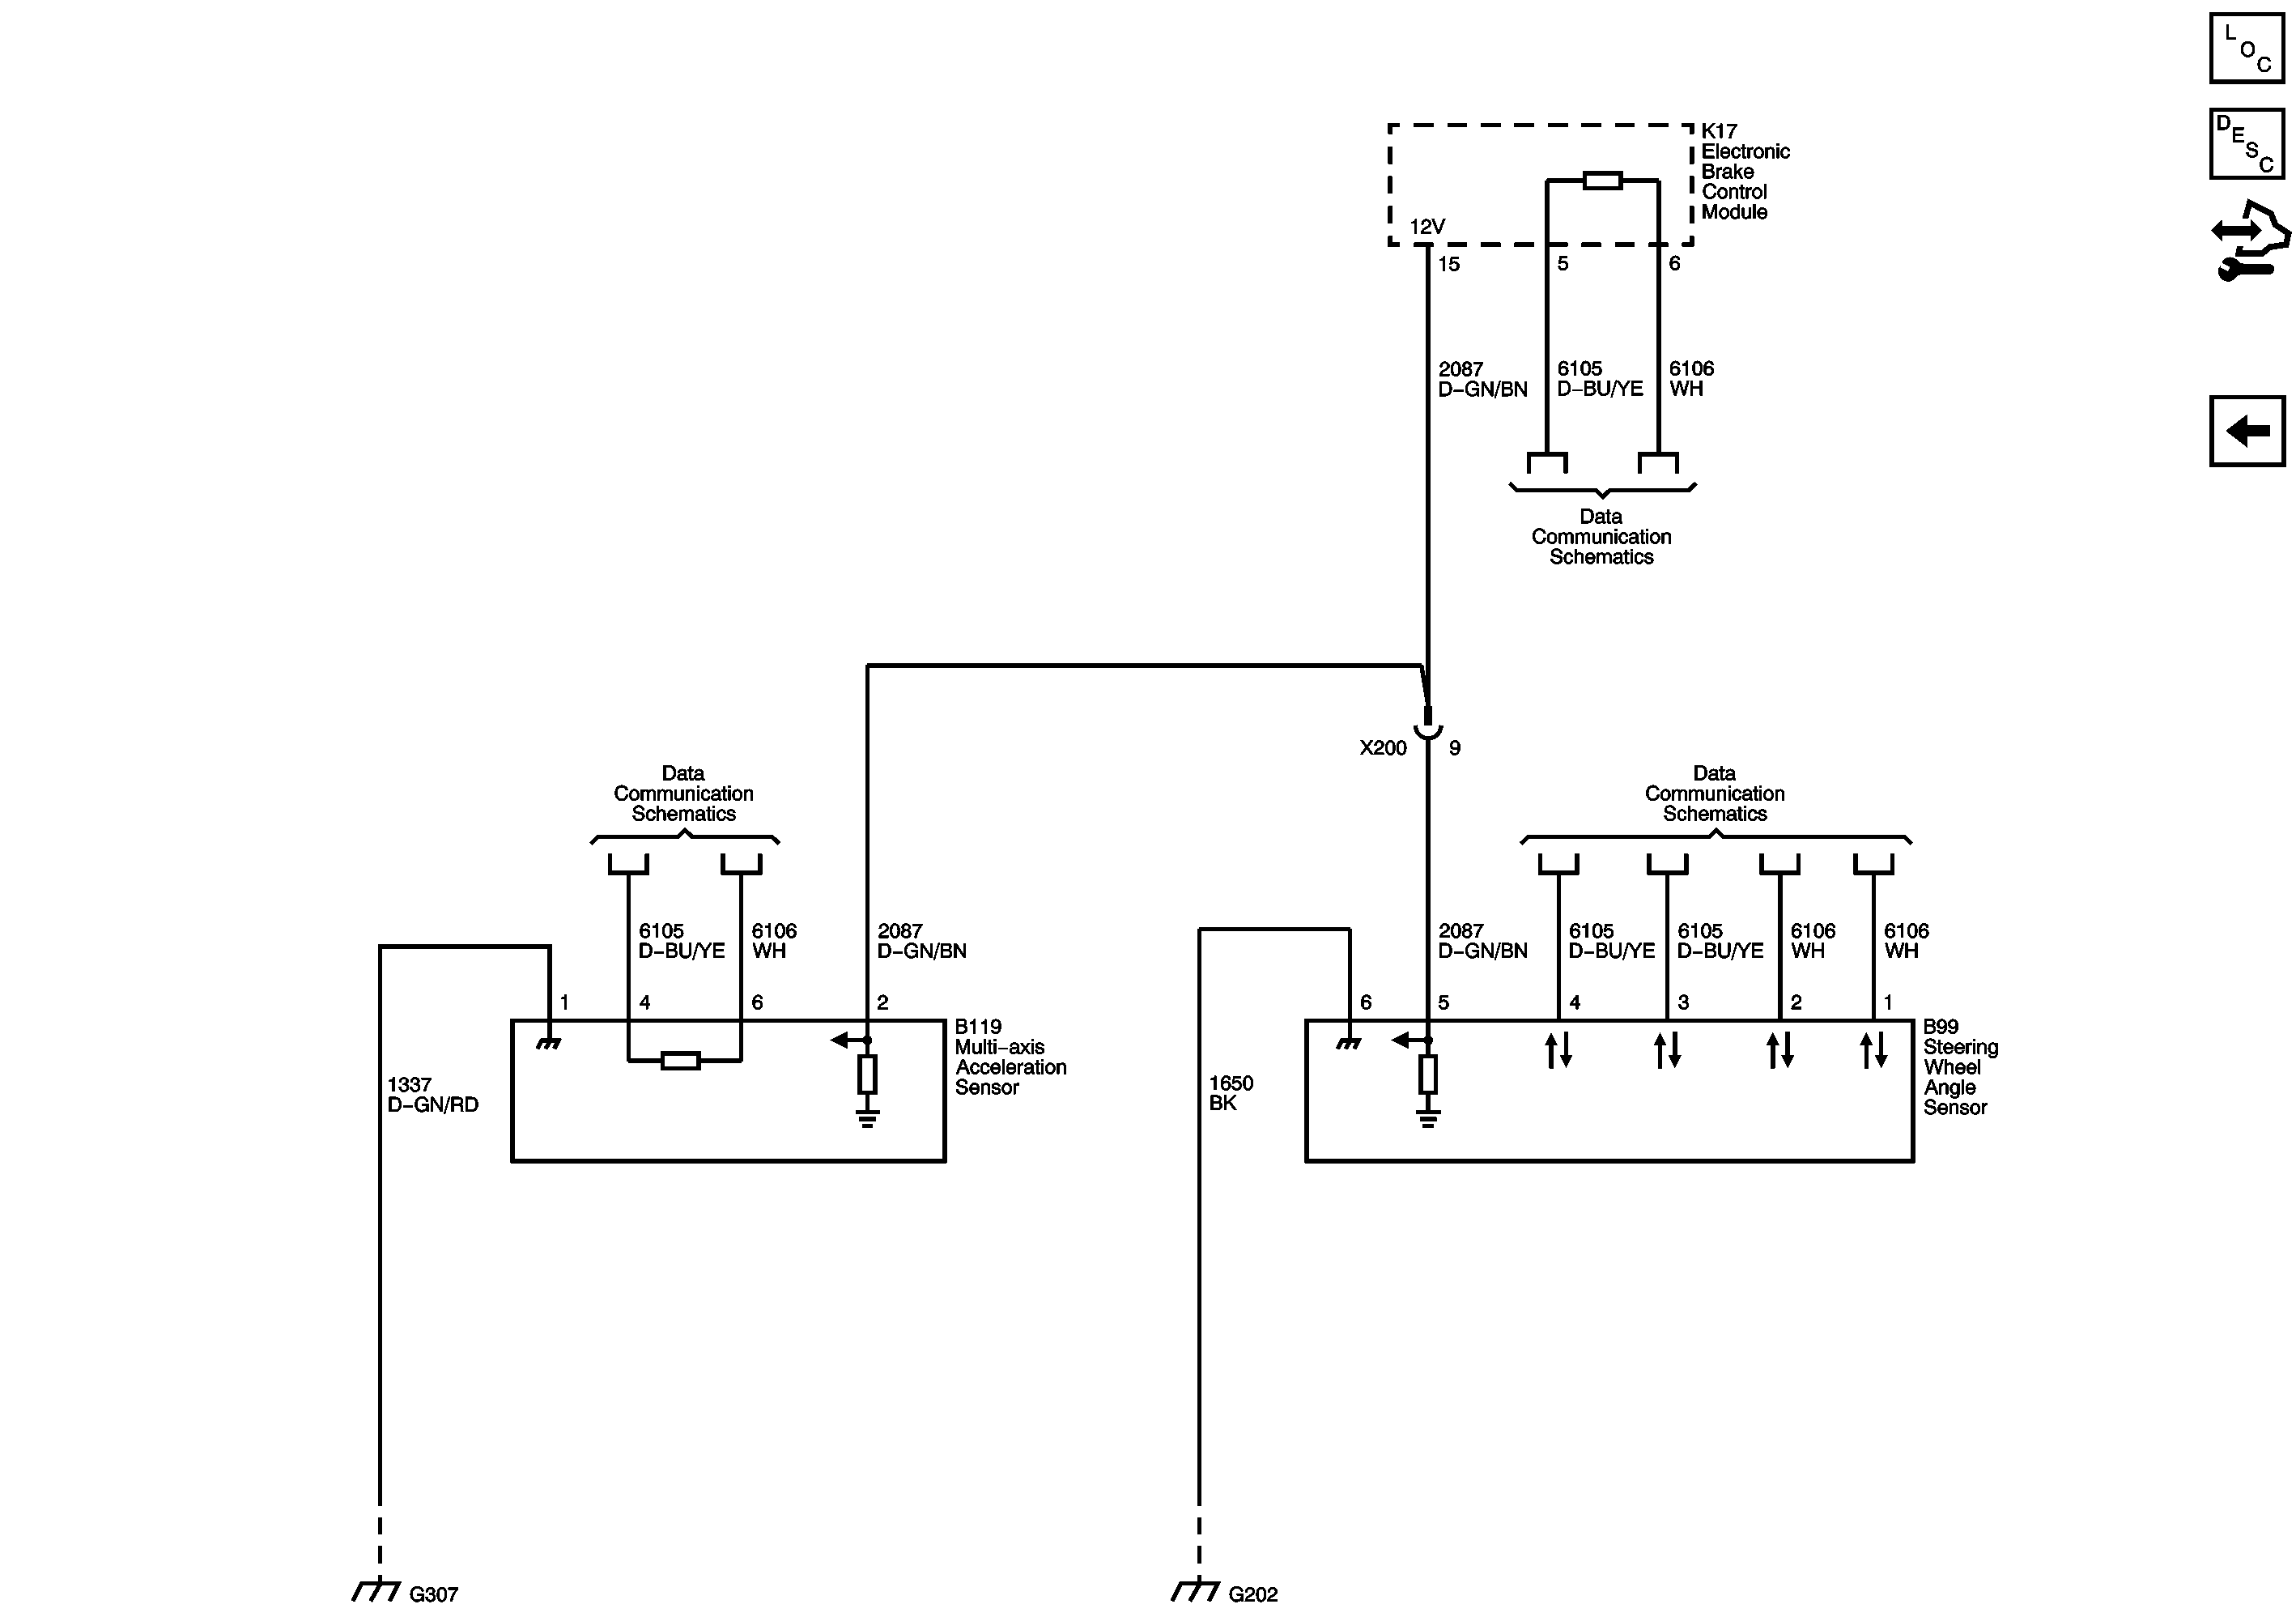 L
O
C
D
E
S
C
K17
Electronic
Brake
Control
Module
12V
15
5
6
2087
D-GN/BN
6105
D-BU/YE
6106
WH
Data
Communication
Schematics
X200
9
Data
Communication
Schematics
Data
Communication
Schematics
6105
D-BU/YE
6106
WH
2087
D-GN/BN
2087
D-GN/BN
6105
D-BU/YE
6105
D-BU/YE
6106
WH
6106
WH
1
4
6
2
6
5
4
3
2
1
B119
Multi-axis
Acceleration
Sensor
B99
Steering
Wheel
Angle
Sensor
1337
D-GN/RD
1650
BK
G307
G202